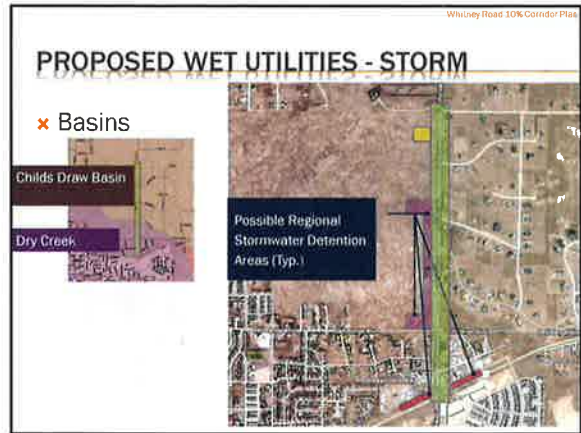 Whitney Road 10% Corridor Plan
PROPOSED WET UTILITIES - STORM
Basins
Childs Draw Basin
Dry Creek
Possible Regional
Stormwater Detention
Areas (Typ.)